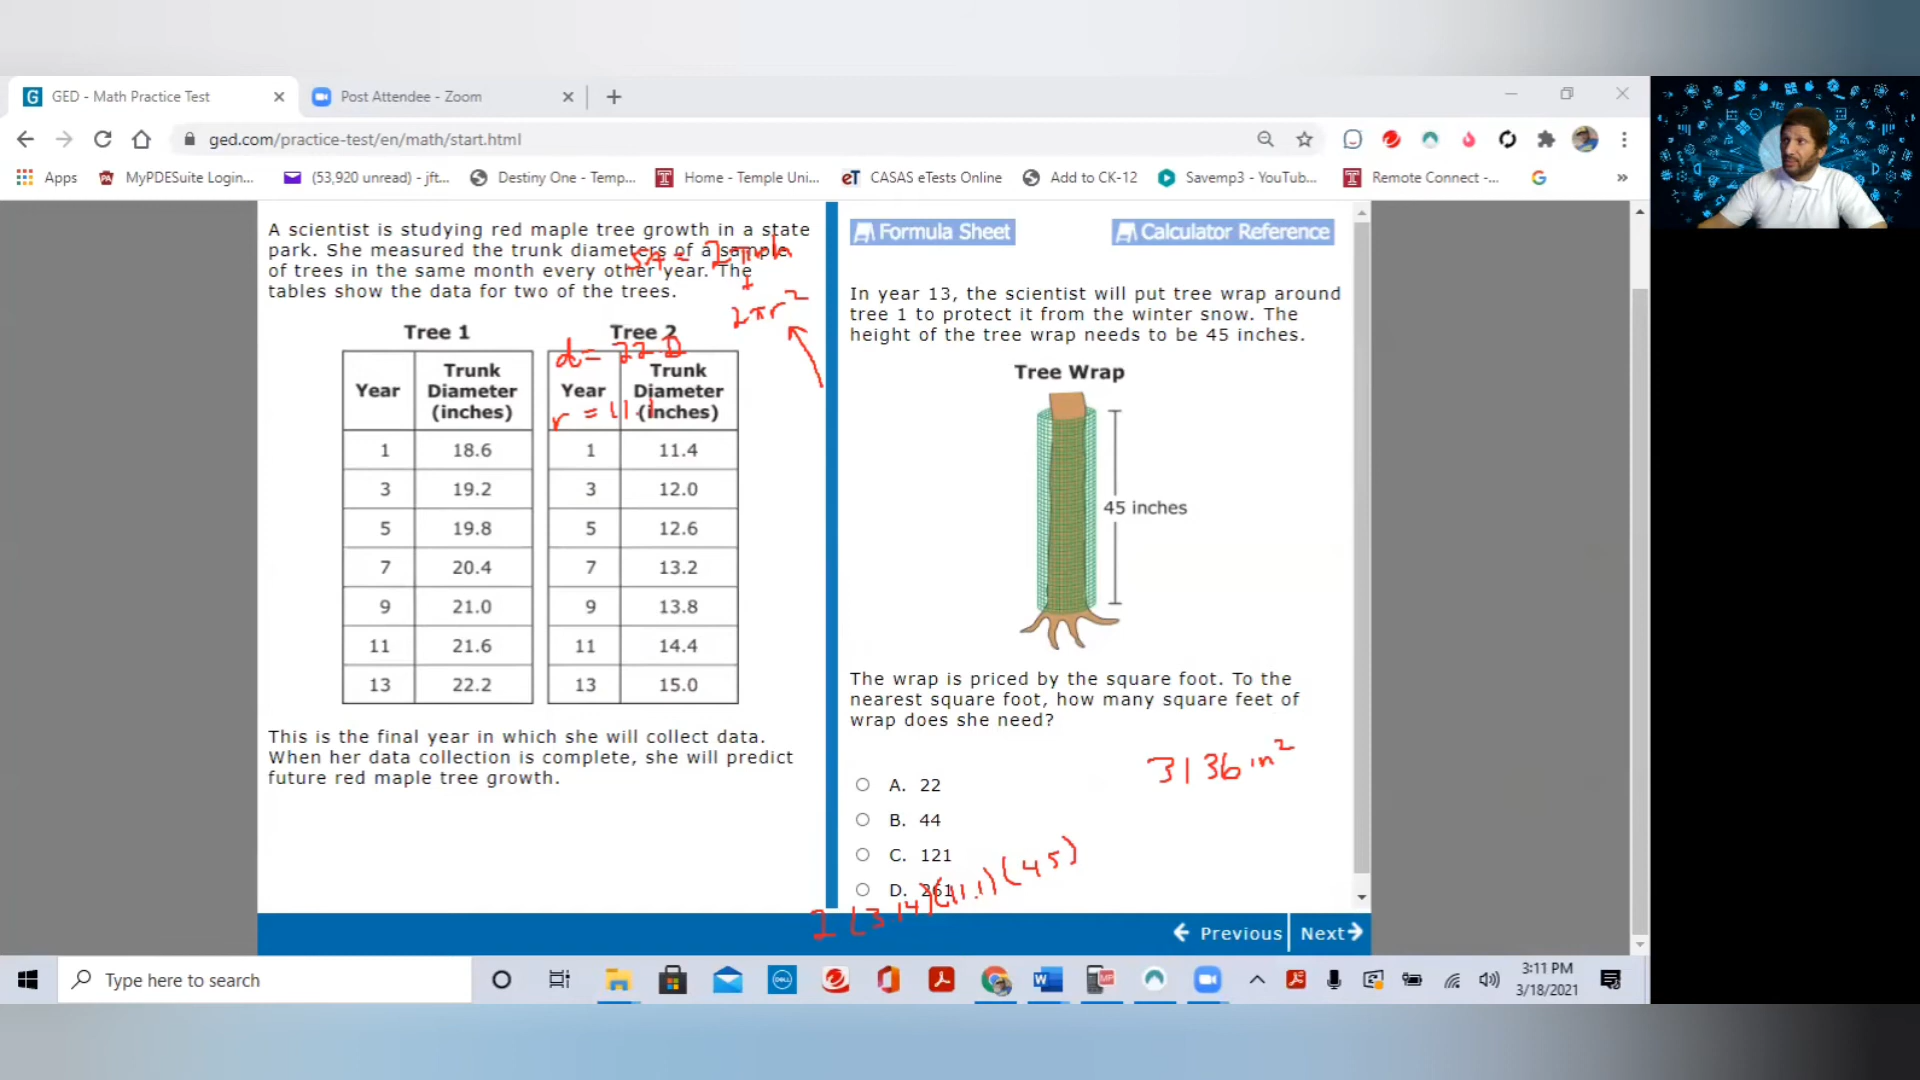 GED - Math Practice Test
Post Attendee - Zoom
ged.com/practice-test/en/math/start.html
Apps
MyPDESuite Login...
(53,920 unread) - jft...
Destiny One - Temp...
Home - Temple Uni...
CASAS eTests Online
Add to CK-12
Savemp3 - YouTub...
Remote Connect -...
»
A scientist is studying red maple tree growth in a state
park. She measured the trunk diameters of a sample
of trees in the same month every other year. The
tables show the data for two of the trees.
SA = 2πrh
+
2πr²
Tree 1
Year Trunk Diameter (inches)
1 18.6
3 19.2
5 19.8
7 20.4
9 21.0
11 21.6
13 22.2
Tree 2
d =
r = 11.1
Year Trunk Diameter (inches)
1 11.4
3 12.0
5 12.6
7 13.2
9 13.8
11 14.4
13 15.0
This is the final year in which she will collect data.
When her data collection is complete, she will predict
future red maple tree growth.
Formula Sheet
Calculator Reference
In year 13, the scientist will put tree wrap around
tree 1 to protect it from the winter snow. The
height of the tree wrap needs to be 45 inches.
Tree Wrap
45 inches
The wrap is priced by the square foot. To the
nearest square foot, how many square feet of
wrap does she need?
3136 in²
A. 22
B. 44
C. 121
D. 261
2(3.14)(11.1)(45)
Previous
Next
Type here to search
3:11 PM
3/18/2021